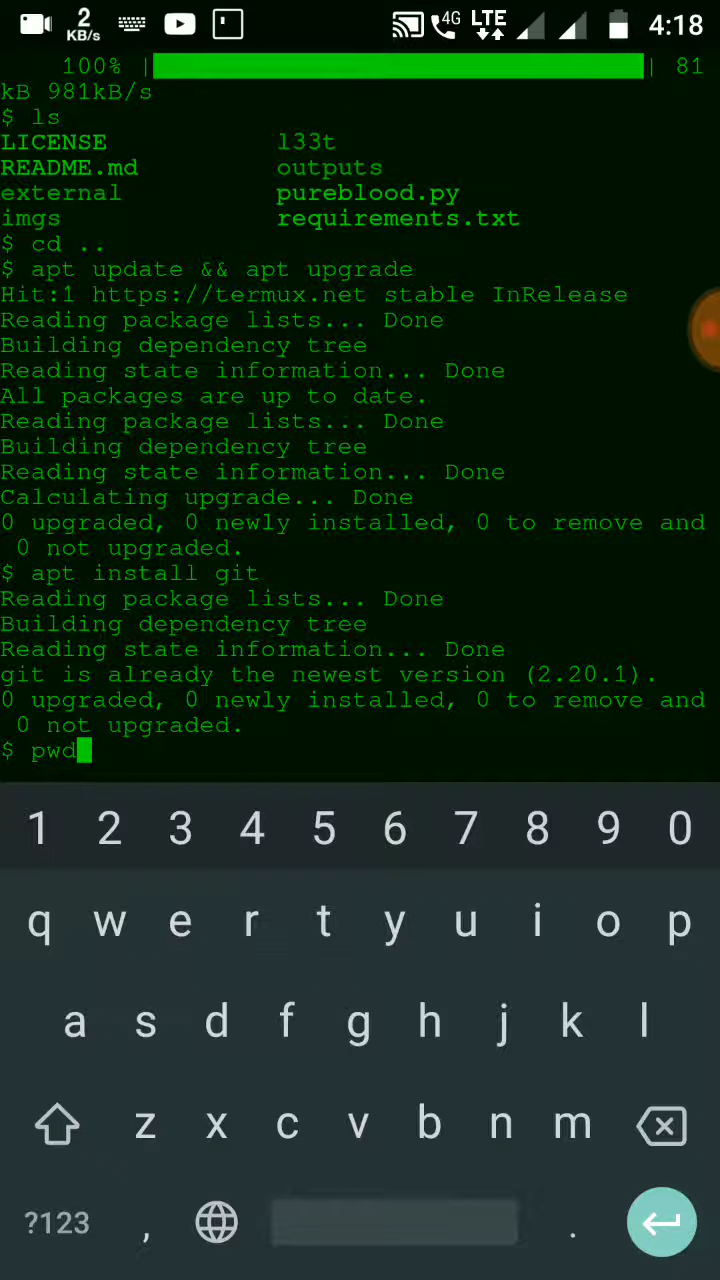 2 KB/s 4G LTE 4:18
100% | | 81
kB 981kB/s
$ ls
LICENSE l33t
README.md outputs
external pureblood.py
imgs requirements.txt
$ cd ..
$ apt update && apt upgrade
Hit:1 https://termux.net stable InRelease
Reading package lists... Done
Building dependency tree
Reading state information... Done
All packages are up to date.
Reading package lists... Done
Building dependency tree
Reading state information... Done
Calculating upgrade... Done
0 upgraded, 0 newly installed, 0 to remove and
0 not upgraded.
$ apt install git
Reading package lists... Done
Building dependency tree
Reading state information... Done
git is already the newest version (2.20.1).
0 upgraded, 0 newly installed, 0 to remove and
0 not upgraded.
$ pwd
1 2 3 4 5 6 7 8 9 0
q w e r t y u i o p
a s d f g h j k l
z x c v b n m
?123 , .